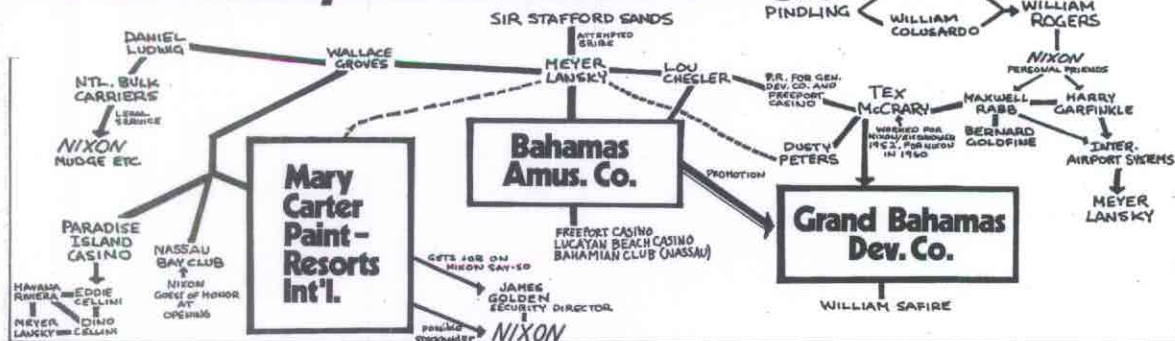 PINDLING
WILLIAM
COLUSARDO
WILLIAM
ROGERS
NIXON
PERSONAL FRIENDS
SIR STAFFORD SANDS
ATTEMPTED
BRIBE
DANIEL
LUDWIG
WALLACE
GROVES
MEYER
LANSKY
LOU
CHESLER
NTL. BULK
CARRIERS
LEGAL
SERVICE
NIXON
MUDGE ETC.
P.R. FOR GEN.
DEV. CO. AND
FREEPORT
CASINO
TEX
McCRARY
WORKED FOR
NIXON/EISENHOWER
1952, FOR NIXON
IN 1960
MAXWELL
RABB
HARRY
GARFINKLE
BERNARD
GOLDFINE
INTER.
AIRPORT SYSTEMS
MEYER
LANSKY
DUSTY
PETERS
Mary
Carter
Paint –
Resorts
Int'l.
Bahamas
Amus. Co.
PROMOTION
Grand Bahamas
Dev. Co.
WILLIAM SAFIRE
FREEPORT CASINO
LUCAYAN BEACH CASINO
BAHAMIAN CLUB (NASSAU)
PARADISE
ISLAND
CASINO
NASSAU
BAY CLUB
NIXON
GUEST OF HONOR
AT
OPENING
HAVANA
RIVIERA
EDDIE
CELLINI
MEYER
LANSKY
DINO
CELLINI
GETS JOB ON
NIXON SAY-SO
JAMES
GOLDEN
SECURITY DIRECTOR
POSSIBLE
STOCKHOLDER
NIXON